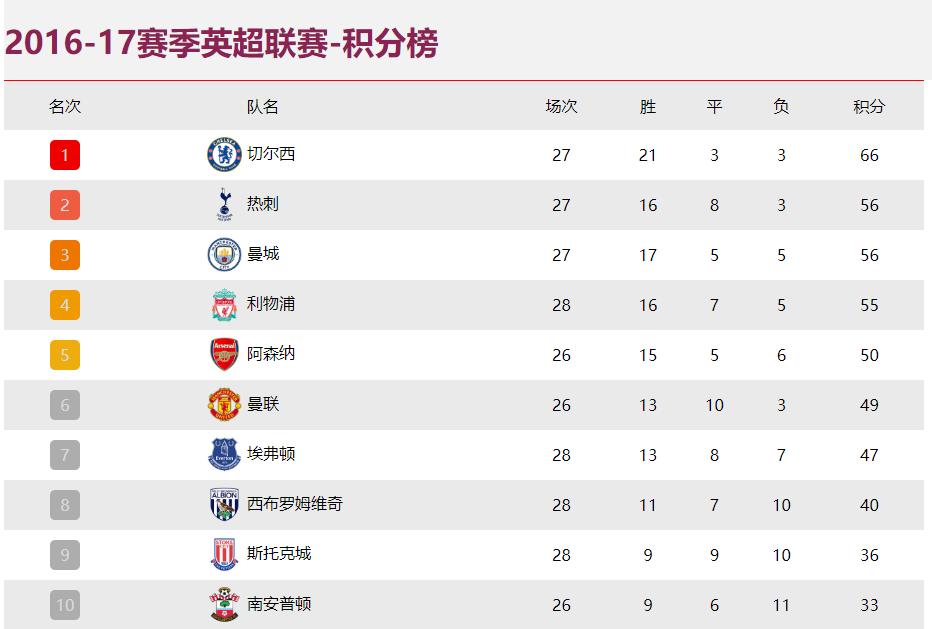 2016-17赛季英超联赛-积分榜
名次 队名 场次 胜 平 负 积分
1 切尔西 27 21 3 3 66
2 热刺 27 16 8 3 56
3 曼城 27 17 5 5 56
4 利物浦 28 16 7 5 55
5 阿森纳 26 15 5 6 50
6 曼联 26 13 10 3 49
7 埃弗顿 28 13 8 7 47
8 西布罗姆维奇 28 11 7 10 40
9 斯托克城 28 9 9 10 36
10 南安普顿 26 9 6 11 33